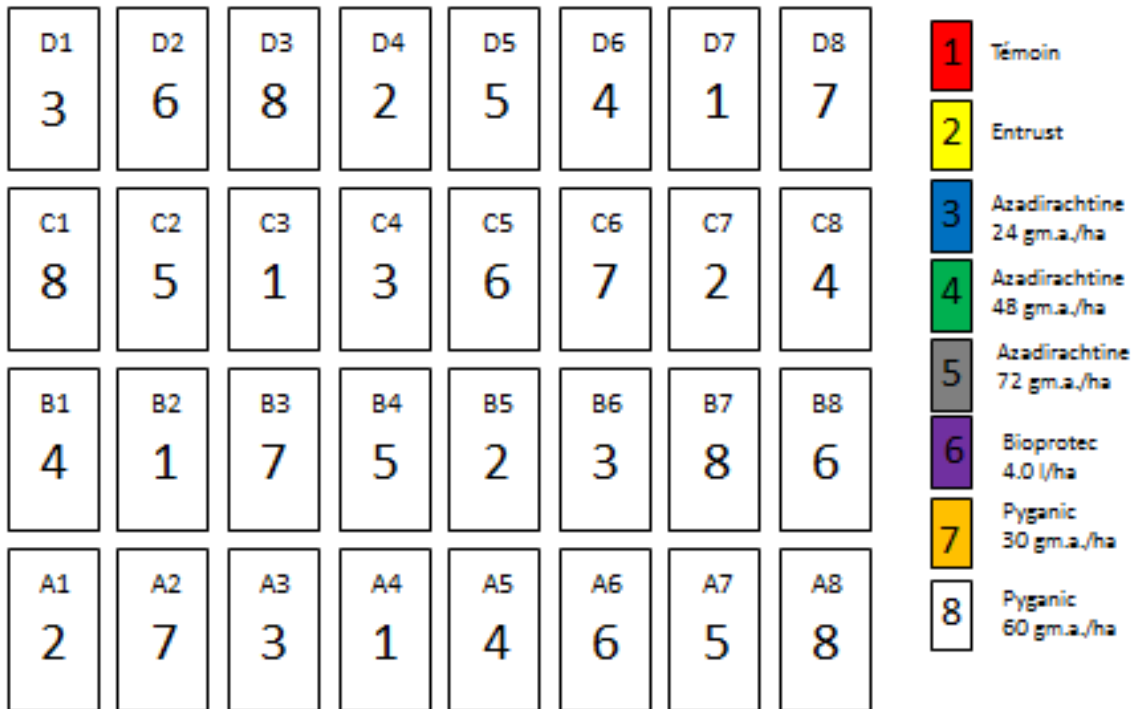 D1 D2 D3 D4 D5 D6 D7 D8
3 6 8 2 5 4 1 7
C1 C2 C3 C4 C5 C6 C7 C8
8 5 1 3 6 7 2 4
B1 B2 B3 B4 B5 B6 B7 B8
4 1 7 5 2 3 8 6
A1 A2 A3 A4 A5 A6 A7 A8
2 7 3 1 4 6 5 8
1 Témoin
2 Entrust
3 Azadirachtine
24 gm.a./ha
4 Azadirachtine
48 gm.a./ha
5 Azadirachtine
72 gm.a./ha
6 Bioprotec
4.0 l/ha
7 Pyganic
30 gm.a./ha
8 Pyganic
60 gm.a./ha